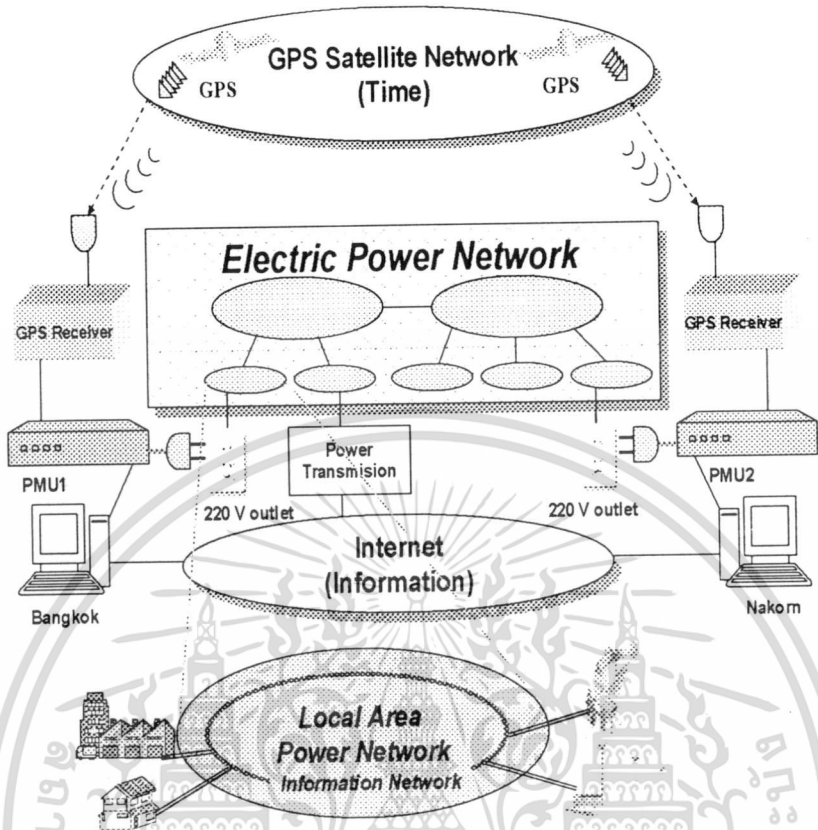 GPS Satellite Network
(Time)
GPS
GPS
Electric Power Network
GPS Receiver
GPS Receiver
Power
Transmision
PMU1
PMU2
220 V outlet
220 V outlet
Internet
(Information)
Bangkok
Nakorn
Local Area
Power Network
Information Network